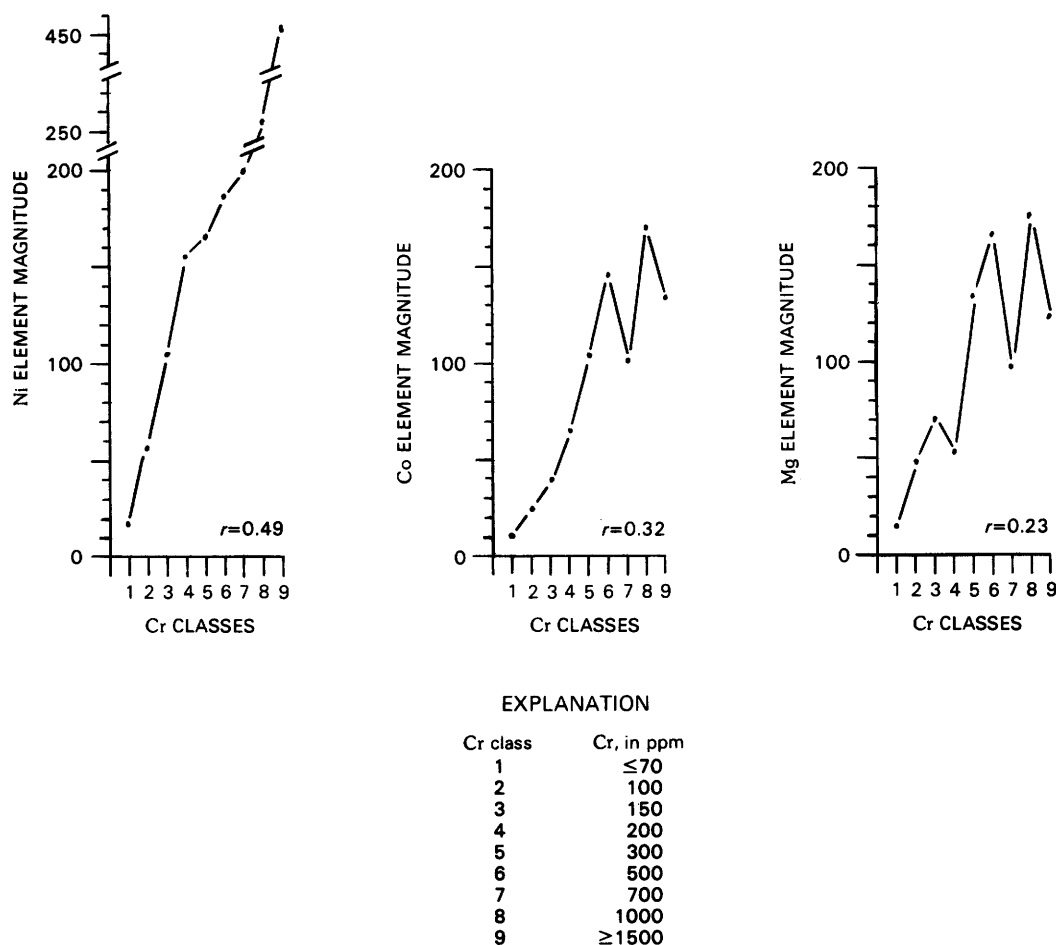 450
250
200
100
0
Ni ELEMENT MAGNITUDE
r=0.49
1 2 3 4 5 6 7 8 9
Cr CLASSES
200
100
0
Co ELEMENT MAGNITUDE
r=0.32
1 2 3 4 5 6 7 8 9
Cr CLASSES
200
100
0
Mg ELEMENT MAGNITUDE
r=0.23
1 2 3 4 5 6 7 8 9
Cr CLASSES
EXPLANATION
Cr class Cr, in ppm
1 ≤70
2 100
3 150
4 200
5 300
6 500
7 700
8 1000
9 ≥1500